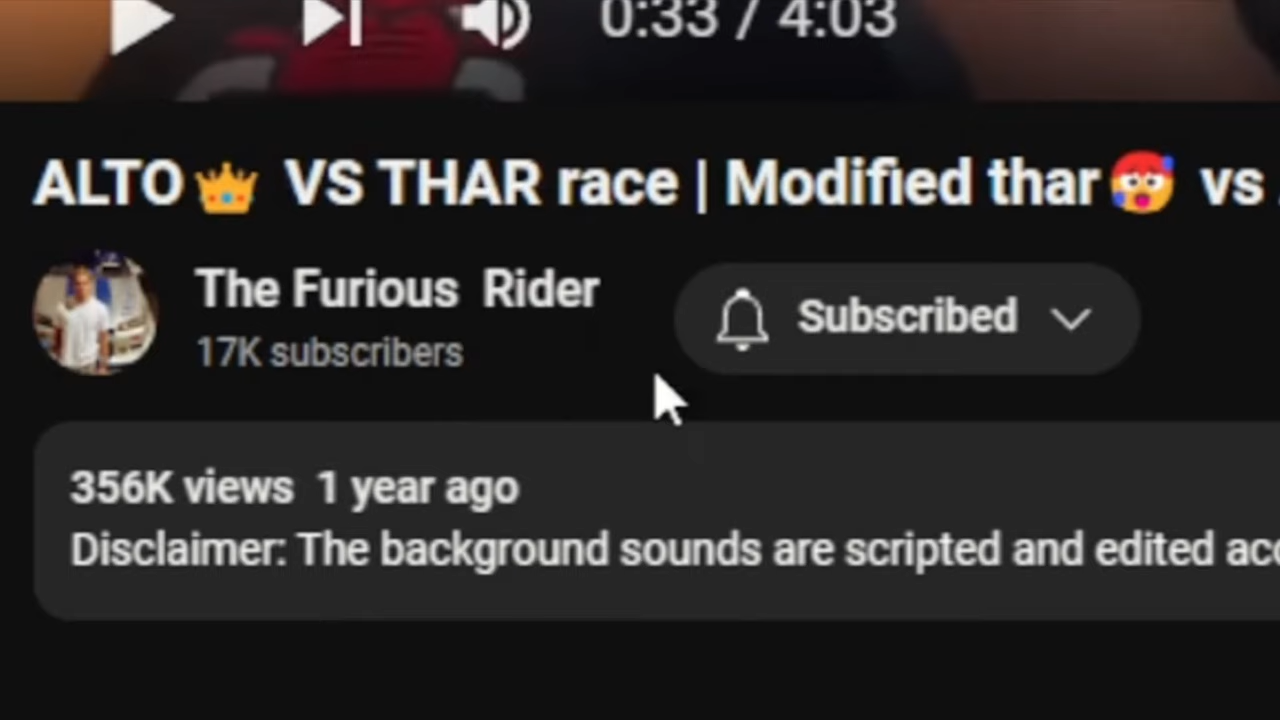 0:33 / 4:03
ALTO👑 VS THAR race | Modified thar🥵 vs
The Furious Rider
17K subscribers
Subscribed
356K views 1 year ago
Disclaimer: The background sounds are scripted and edited